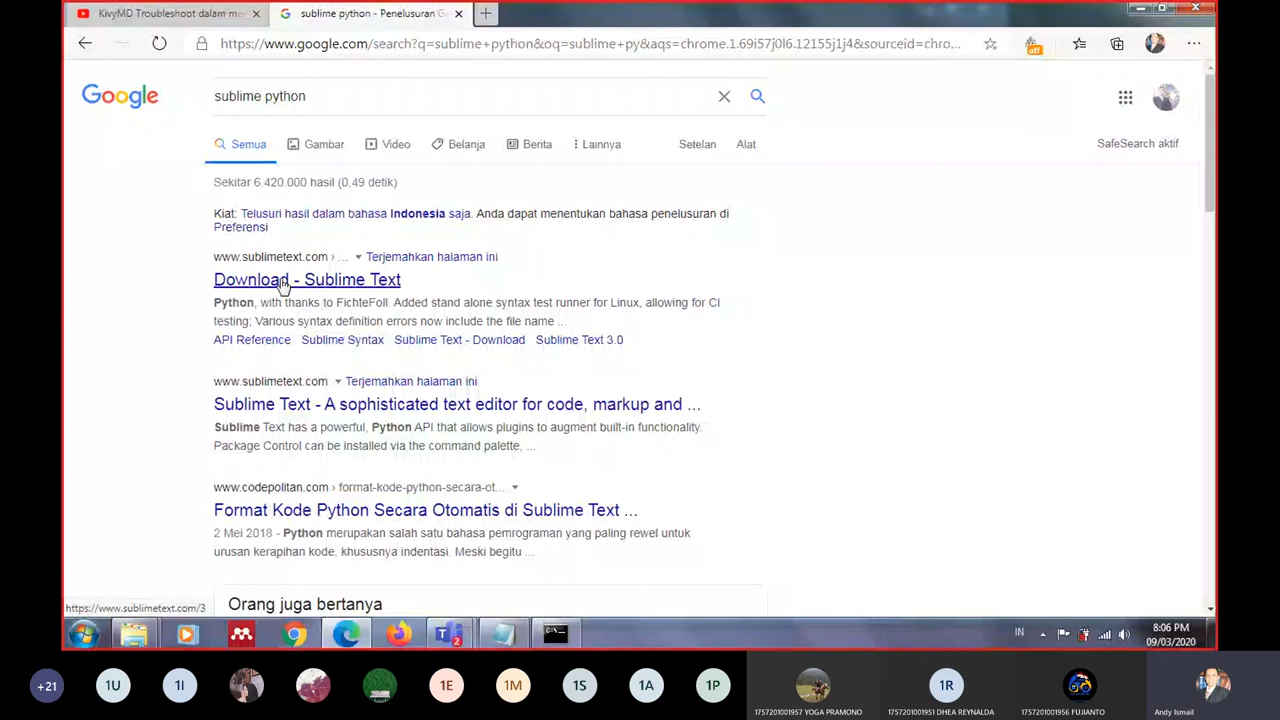 KivyMD Troubleshoot dalam me
sublime python - Penelusuran G
https://www.google.com/search?q=sublime+python&oq=sublime+py&aqs=chrome.1.69i57j0l6.12155j1j4&sourceid=chro...
off
Google
sublime python
Semua Gambar Video Belanja Berita Lainnya Setelan Alat
SafeSearch aktif
Sekitar 6.420.000 hasil (0,49 detik)
Kiat: Telusuri hasil dalam bahasa Indonesia saja. Anda dapat menentukan bahasa penelusuran di
Preferensi
www.sublimetext.com › ... Terjemahkan halaman ini
Download - Sublime Text
Python, with thanks to FichteFoll. Added stand alone syntax test runner for Linux, allowing for CI
testing; Various syntax definition errors now include the file name ...
API Reference Sublime Syntax Sublime Text - Download Sublime Text 3.0
www.sublimetext.com Terjemahkan halaman ini
Sublime Text - A sophisticated text editor for code, markup and ...
Sublime Text has a powerful, Python API that allows plugins to augment built-in functionality.
Package Control can be installed via the command palette, ...
www.codepolitan.com › format-kode-python-secara-ot...
Format Kode Python Secara Otomatis di Sublime Text ...
2 Mei 2018 - Python merupakan salah satu bahasa pemrograman yang paling rewel untuk
urusan kerapihan kode, khususnya indentasi. Meski begitu ...
Orang juga bertanya
https://www.sublimetext.com/3
2
IN
8:06 PM
09/03/2020
+21 1U 1I 1E 1M 1S 1A 1P 1R
1757201001957 YOGA PRAMONO 1757201001951 DHEA REYNALDA 1757201001956 FUJIANTO Andy Ismail